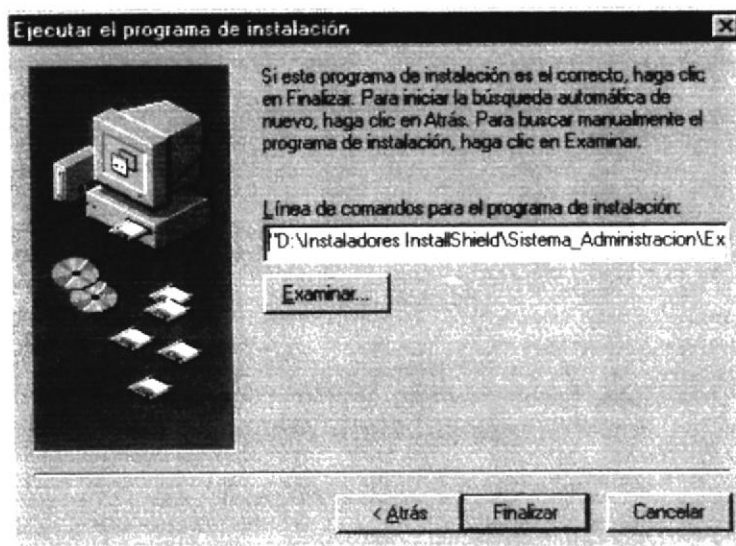 Ejecutar el programa de instalación
Si este programa de instalación es el correcto, haga clic
en Finalizar. Para iniciar la búsqueda automática de
nuevo, haga clic en Atrás. Para buscar manualmente el
programa de instalación, haga clic en Examinar.
Línea de comandos para el programa de instalación:
"D:\Instaladores InstallShield\Sistema_Administracion\Ex
Examinar...
< Atrás
Finalizar
Cancelar